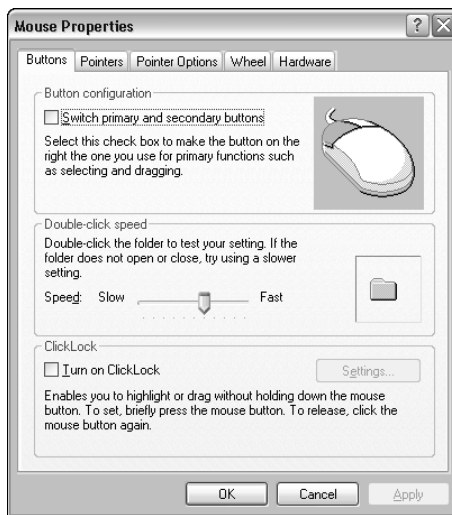 Mouse Properties
Buttons Pointers Pointer Options Wheel Hardware
Button configuration
Switch primary and secondary buttons
Select this check box to make the button on the
right the one you use for primary functions such
as selecting and dragging.
Double-click speed
Double-click the folder to test your setting. If the
folder does not open or close, try using a slower
setting.
Speed: Slow Fast
ClickLock
Turn on ClickLock
Settings...
Enables you to highlight or drag without holding down the mouse
button. To set, briefly press the mouse button. To release, click the
mouse button again.
OK Cancel Apply